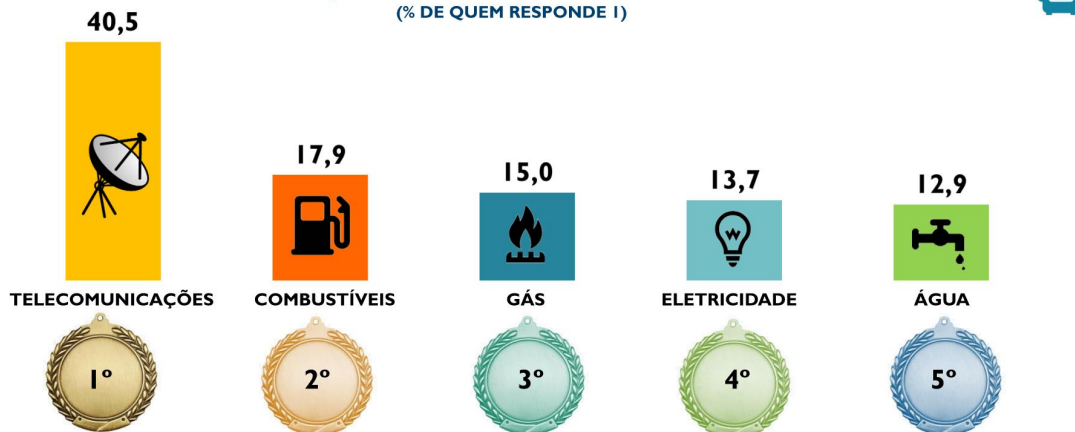 (% DE QUEM RESPONDE 1)
40,5
17,9
15,0
13,7
12,9
TELECOMUNICAÇÕES
COMBUSTÍVEIS
GÁS
ELETRICIDADE
ÁGUA
1º
2º
3º
4º
5º